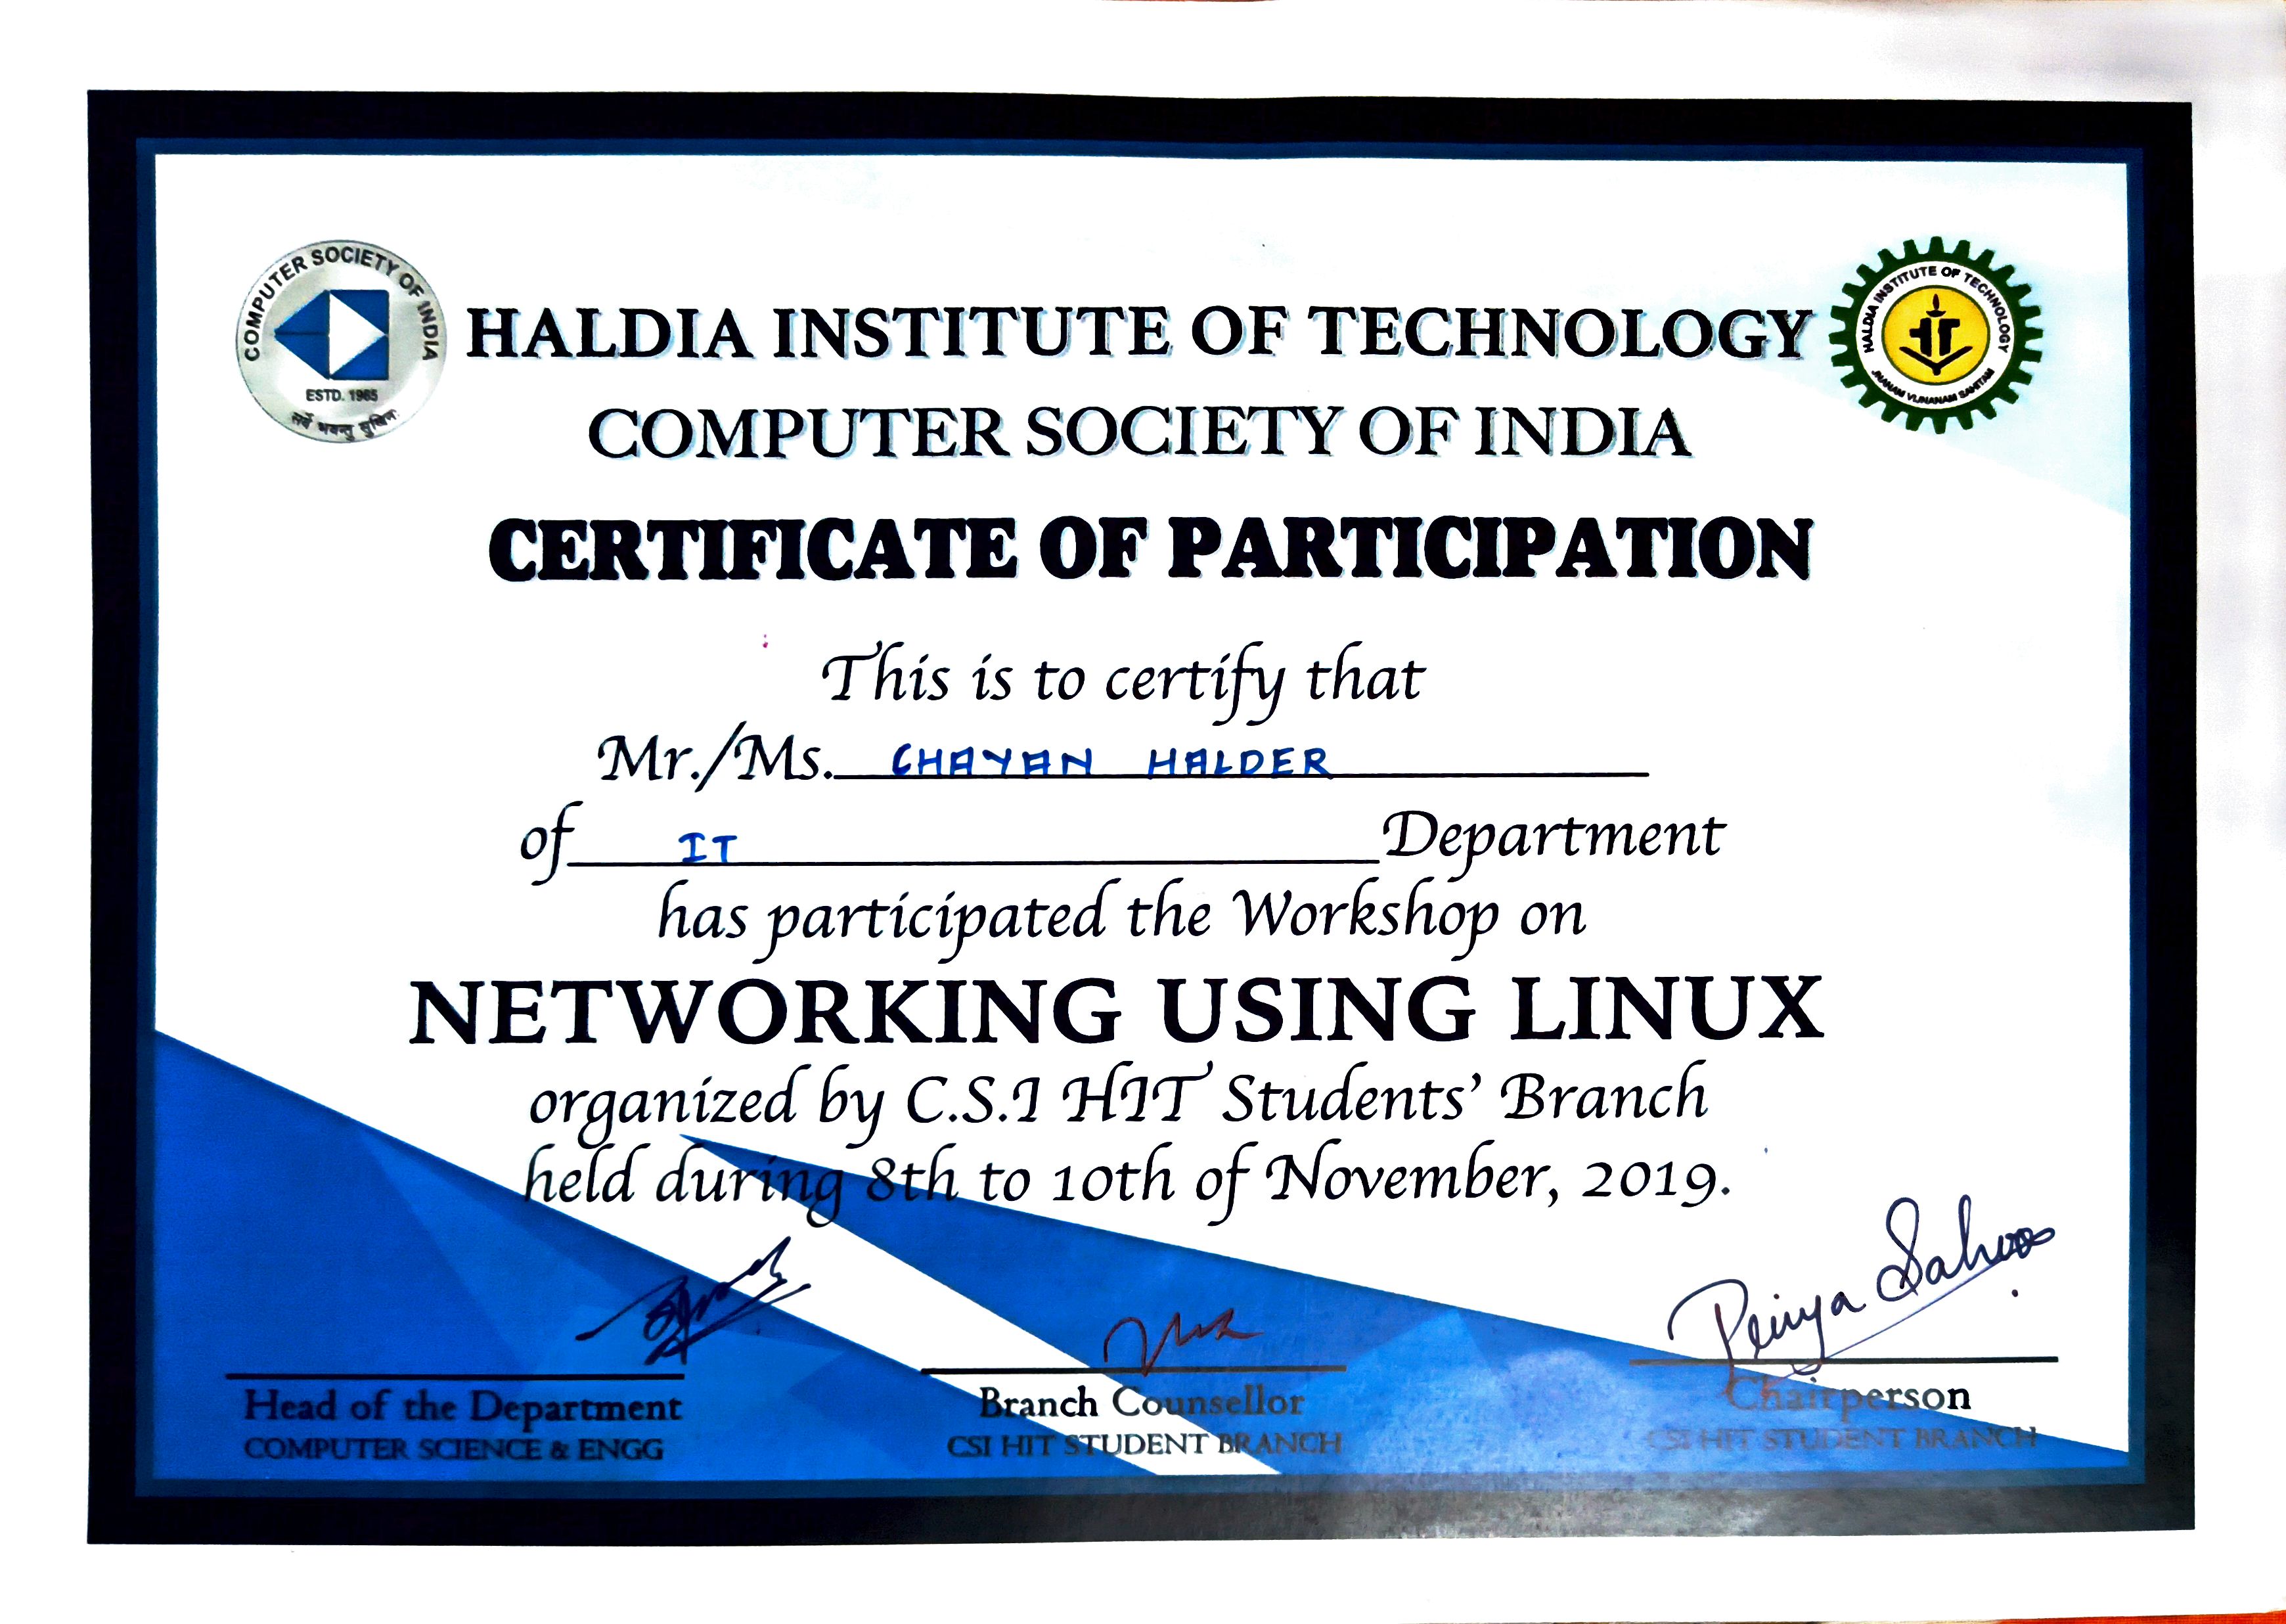 COMPUTER SOCIETY OF INDIA
ESTD. 1965
सर्वे भवन्तु सुखिनः
HALDIA INSTITUTE OF TECHNOLOGY
HALDIA INSTITUTE OF TECHNOLOGY
JNANAM VIJNANAM SAHITAM
COMPUTER SOCIETY OF INDIA
CERTIFICATE OF PARTICIPATION
This is to certify that
Mr./Ms. CHAYAN HALDER
of IT Department
has participated the Workshop on
NETWORKING USING LINUX
organized by C.S.I HIT Students' Branch
held during 8th to 10th of November, 2019.
Priya Sahoo
Head of the Department
COMPUTER SCIENCE & ENGG
Branch Counsellor
CSI HIT STUDENT BRANCH
Chairperson
CSI HIT STUDENT BRANCH